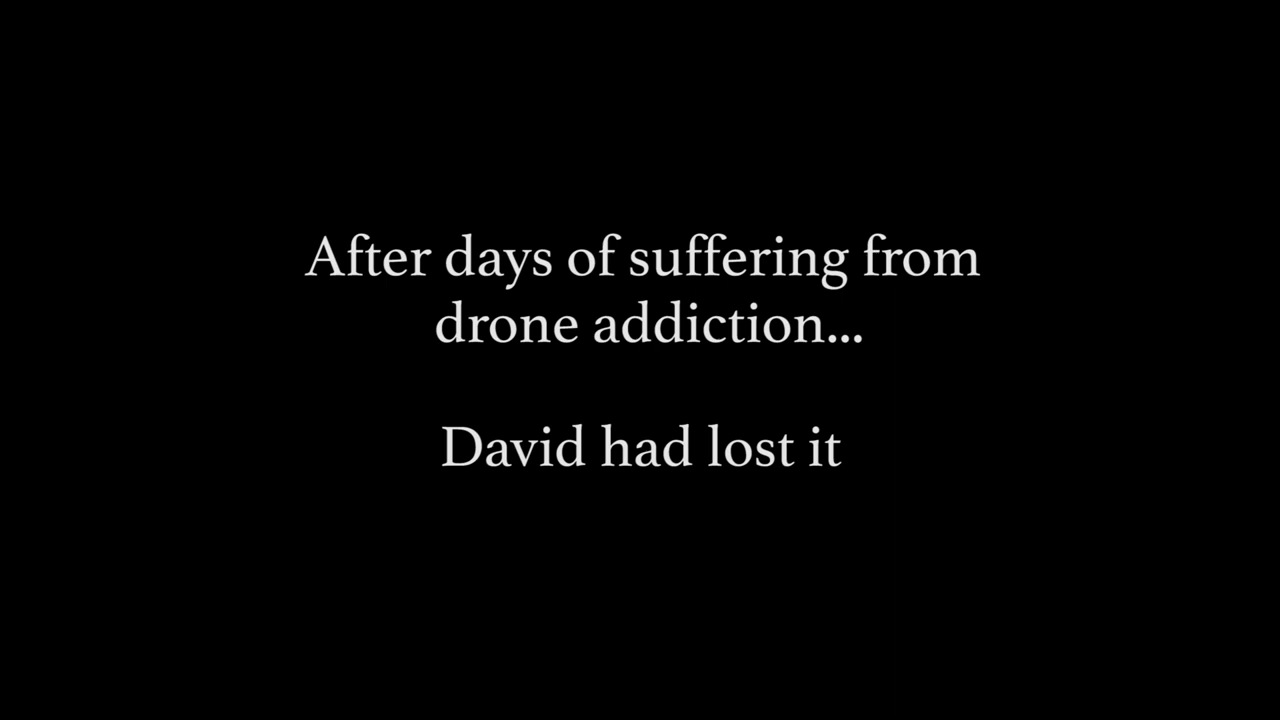 After days of suffering from
drone addiction...
David had lost it